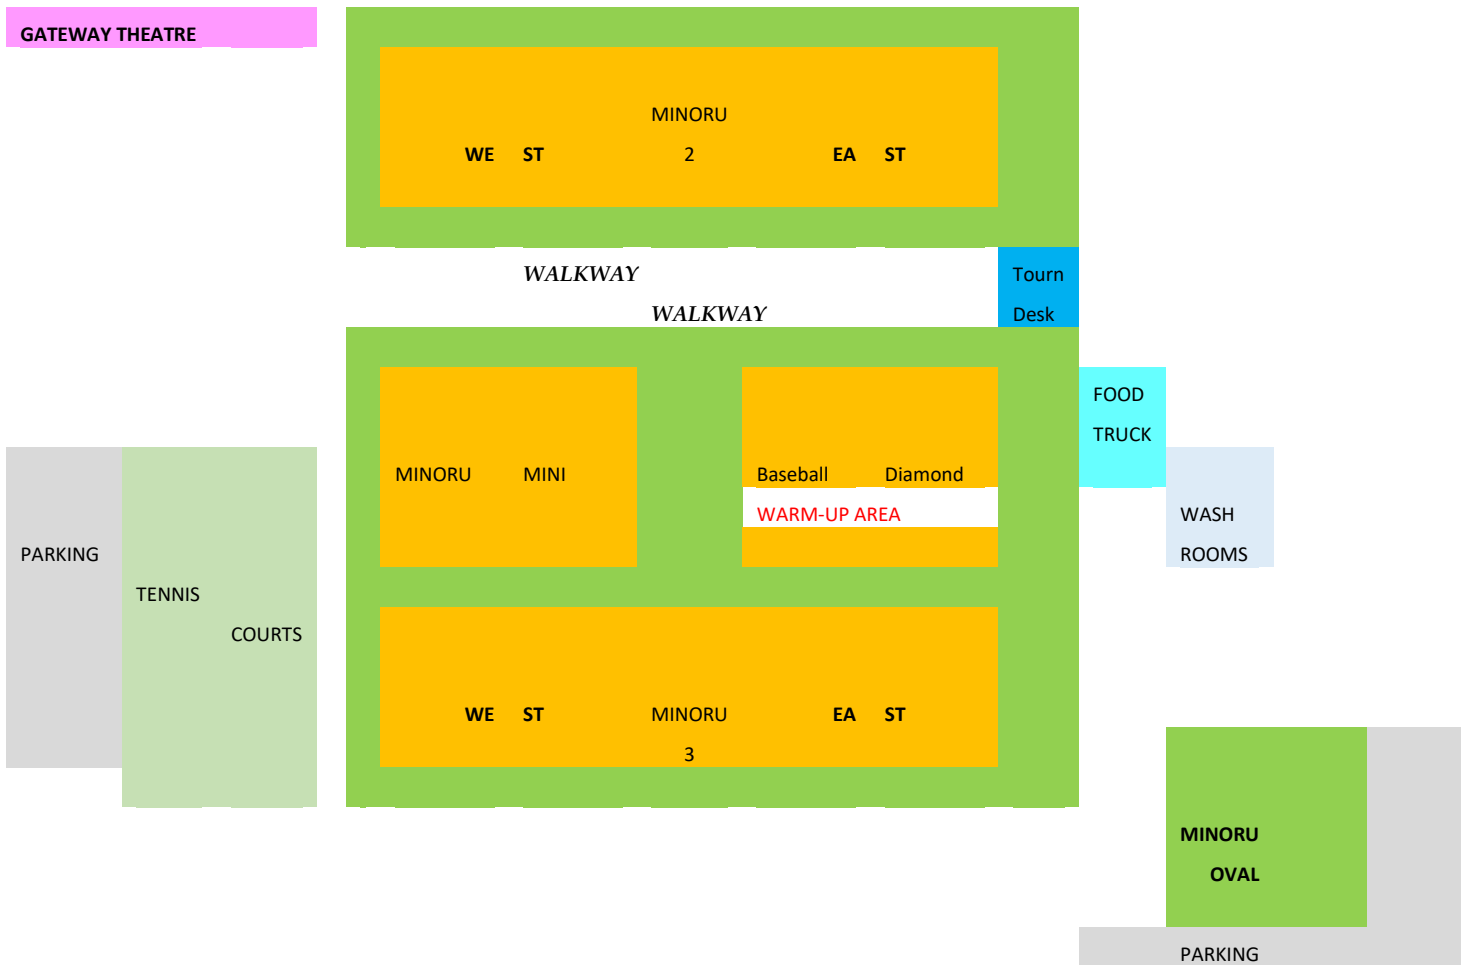 GATEWAY THEATRE
MINORU
WE ST 2 EA ST
WALKWAY Tourn
WALKWAY Desk
FOOD
TRUCK
MINORU MINI Baseball Diamond
WARM-UP AREA WASH
PARKING ROOMS
TENNIS
COURTS
WE ST MINORU EA ST
3
MINORU
OVAL
PARKING